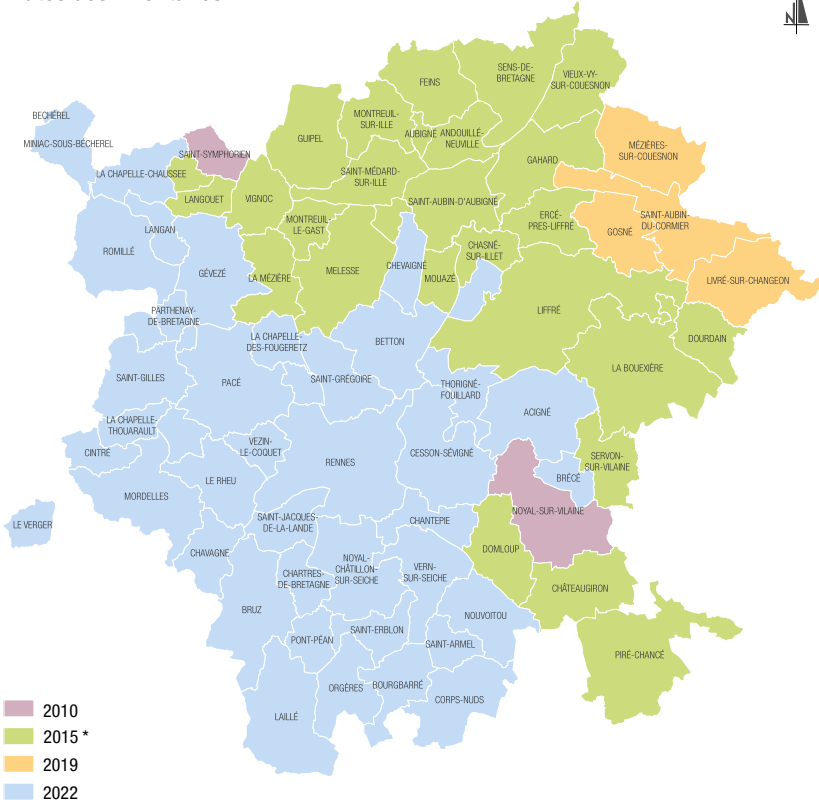 N
SENS-DE-
BRETAGNE
VIEUX-VY-
SUR-COUESNON
FEINS
MONTREUIL-
SUR-ILLE
BECHÉREL
GUIPEL
AUBIGNÉ
ANDOUILLÉ-
NEUVILLE
MINIAC-SOUS-BÉCHEREL
SAINT-SYMPHORIEN
MÉZIÈRES-
SUR-COUESNON
GAHARD
LA CHAPELLE-CHAUSSÉE
SAINT-MÉDARD-
SUR-ILLE
LANGOUET
VIGNOC
SAINT-AUBIN-D'AUBIGNÉ
MONTREUIL-
LE-GAST
ERCÉ-
PRES-LIFFRÉ
SAINT-AUBIN-
DU-CORMIER
GOSNÉ
LANGAN
ROMILLÉ
CHASNÉ-
SUR-ILLET
GÉVEZÉ
LA MÉZIÈRE
MELESSE
CHEVAIGNÉ
MOUAZÉ
LIVRÉ-SUR-CHANGEON
PARTHENAY-
DE-BRETAGNE
LIFFRÉ
LA CHAPELLE-
DES-FOUGERETZ
BETTON
DOURDAIN
SAINT-GILLES
PACÉ
SAINT-GRÉGOIRE
THORIGNÉ-
FOUILLARD
LA BOUEXIÈRE
ACIGNÉ
LA CHAPELLE-
THOUARAULT
CINTRÉ
VEZIN-
LE-COQUET
RENNES
CESSON-SÉVIGNÉ
SERVON-
SUR-VILAINE
LE RHEU
BRÉCÉ
MORDELLES
NOYAL-SUR-VILAINE
LE VERGER
SAINT-JACQUES-
DE-LA-LANDE
CHANTEPIE
CHAVAGNE
DOMLOUP
NOYAL-
CHÂTILLON-
SUR-SEICHE
VERN-
SUR-SEICHE
CHARTRES-
DE-BRETAGNE
CHÂTEAUGIRON
BRUZ
NOUVOITOU
SAINT-ERBLON
PONT-PÉAN
SAINT-ARMEL
PIRÉ-CHANCÉ
ORGÈRES
BOURGBARRÉ
CORPS-NUDS
LAILLÉ
2010
2015 *
2019
2022